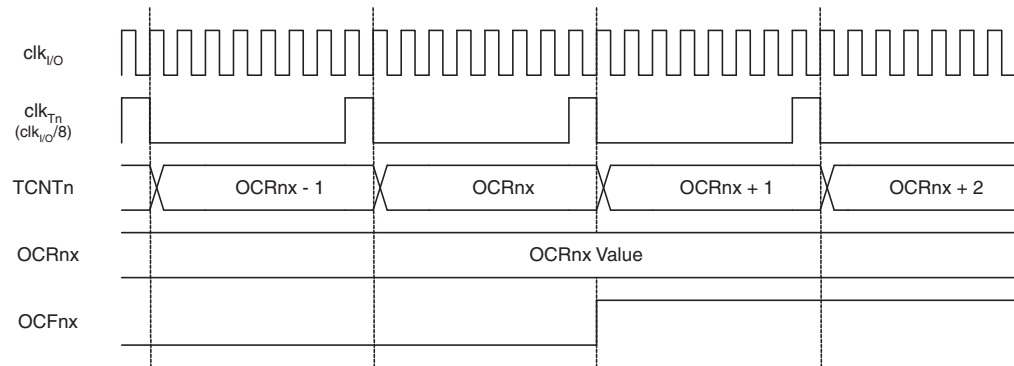 clkI/O
clkTn
(clkI/O/8)
TCNTn
OCRnx - 1
OCRnx
OCRnx + 1
OCRnx + 2
OCRnx
OCRnx Value
OCFnx